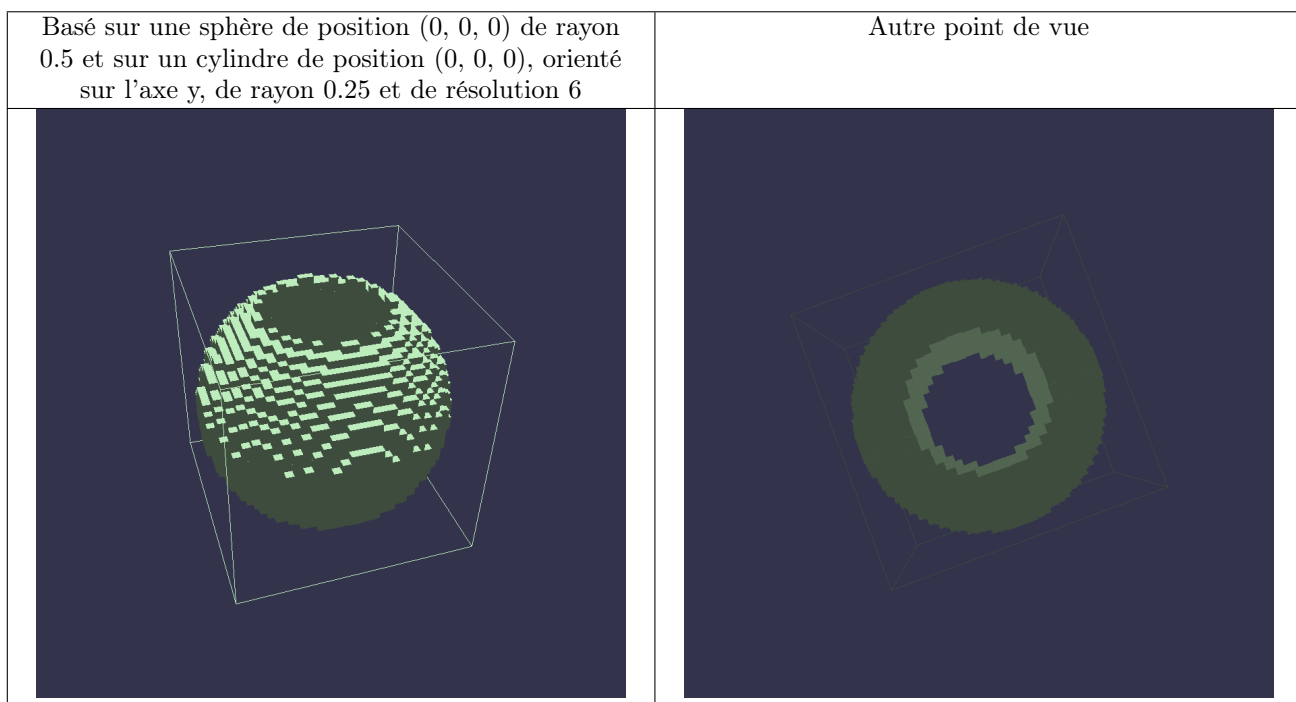 Basé sur une sphère de position (0, 0, 0) de rayon
0.5 et sur un cylindre de position (0, 0, 0), orienté
sur l'axe y, de rayon 0.25 et de résolution 6
Autre point de vue